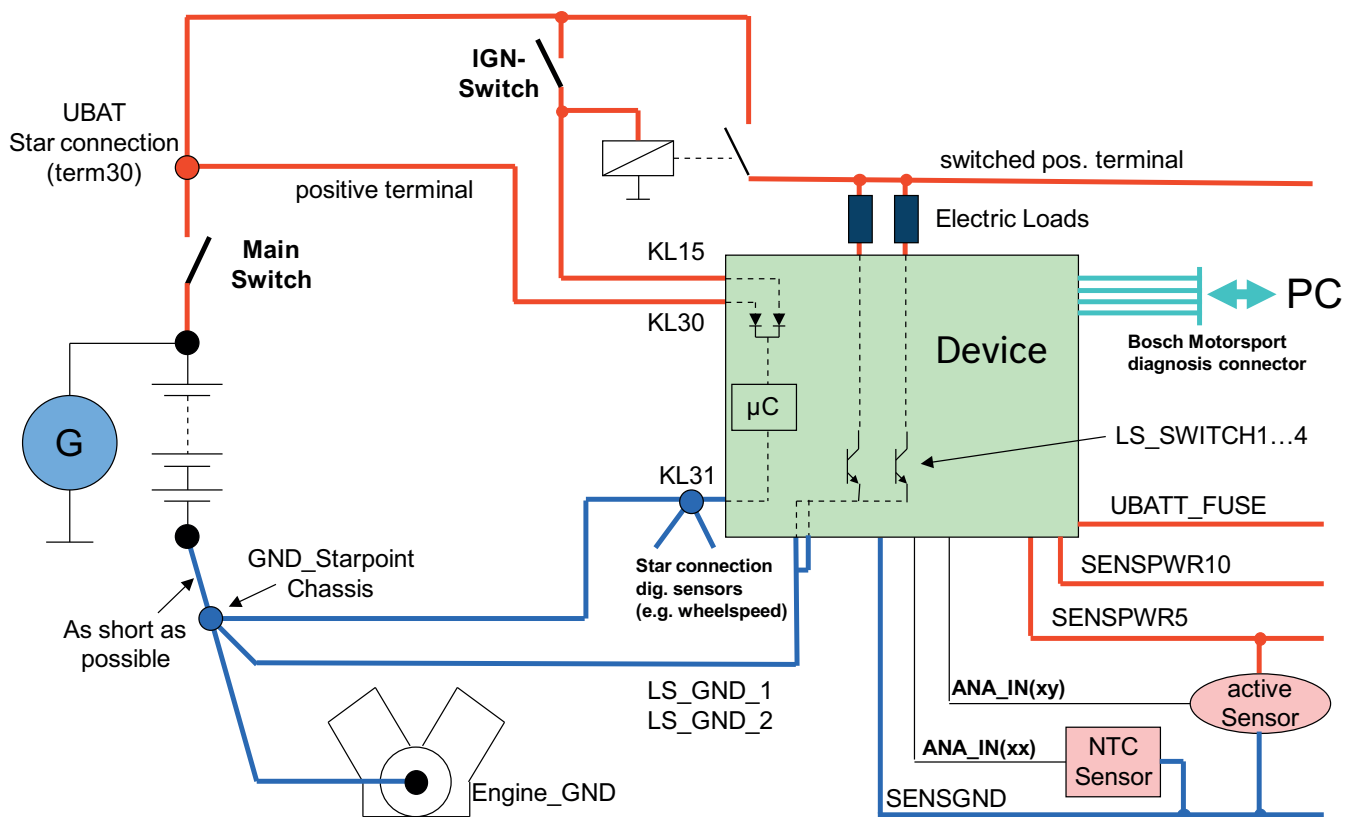 IGN-
Switch
UBAT
Star connection
(term30)
positive terminal
switched pos. terminal
Electric Loads
Main
Switch
KL15
KL30
Device
PC
Bosch Motorsport
diagnosis connector
µC
G
LS_SWITCH1…4
KL31
UBATT_FUSE
GND_Starpoint
Chassis
Star connection
dig. sensors
(e.g. wheelspeed)
SENSPWR10
As short as
possible
SENSPWR5
LS_GND_1
LS_GND_2
ANA_IN(xy)
active
Sensor
ANA_IN(xx)
NTC
Sensor
Engine_GND
SENSGND